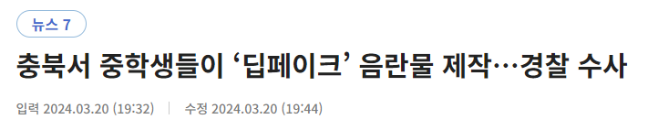 뉴스 7
충북서 중학생들이 ‘딥페이크’ 음란물 제작…경찰 수사
입력 2024.03.20 (19:32) | 수정 2024.03.20 (19:44)